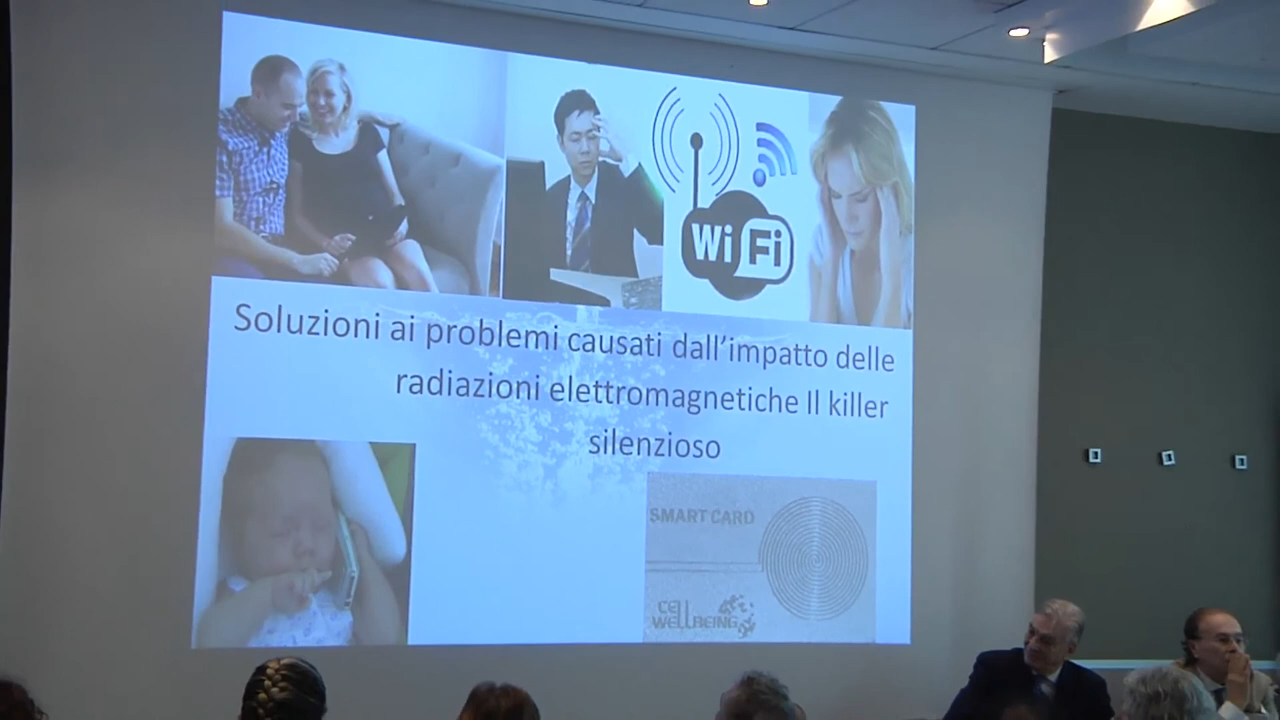 Wi Fi
Soluzioni ai problemi causati dall'impatto delle
radiazioni elettromagnetiche Il killer
silenzioso
SMART CARD
CELL
WELLBEING